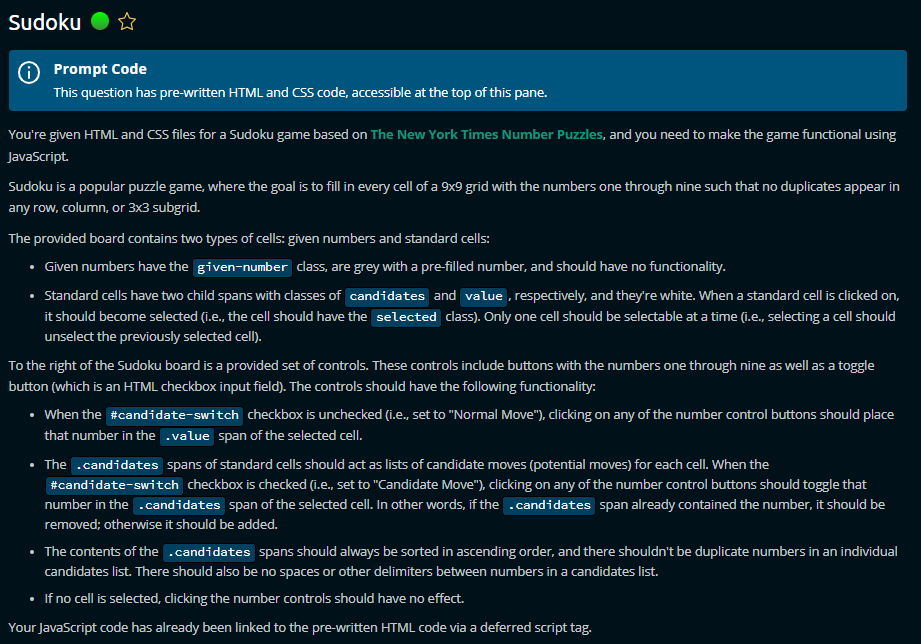 Sudoku
Prompt Code
This question has pre-written HTML and CSS code, accessible at the top of this pane.
You're given HTML and CSS files for a Sudoku game based on The New York Times Number Puzzles, and you need to make the game functional using
JavaScript.
Sudoku is a popular puzzle game, where the goal is to fill in every cell of a 9x9 grid with the numbers one through nine such that no duplicates appear in
any row, column, or 3x3 subgrid.
The provided board contains two types of cells: given numbers and standard cells:
• Given numbers have the given-number class, are grey with a pre-filled number, and should have no functionality.
• Standard cells have two child spans with classes of candidates and value, respectively, and they're white. When a standard cell is clicked on,
it should become selected (i.e., the cell should have the selected class). Only one cell should be selectable at a time (i.e., selecting a cell should
unselect the previously selected cell).
To the right of the Sudoku board is a provided set of controls. These controls include buttons with the numbers one through nine as well as a toggle
button (which is an HTML checkbox input field). The controls should have the following functionality:
• When the #candidate-switch checkbox is unchecked (i.e., set to "Normal Move"), clicking on any of the number control buttons should place
that number in the .value span of the selected cell.
• The .candidates spans of standard cells should act as lists of candidate moves (potential moves) for each cell. When the
#candidate-switch checkbox is checked (i.e., set to "Candidate Move"), clicking on any of the number control buttons should toggle that
number in the .candidates span of the selected cell. In other words, if the .candidates span already contained the number, it should be
removed; otherwise it should be added.
• The contents of the .candidates spans should always be sorted in ascending order, and there shouldn't be duplicate numbers in an individual
candidates list. There should also be no spaces or other delimiters between numbers in a candidates list.
• If no cell is selected, clicking the number controls should have no effect.
Your JavaScript code has already been linked to the pre-written HTML code via a deferred script tag.